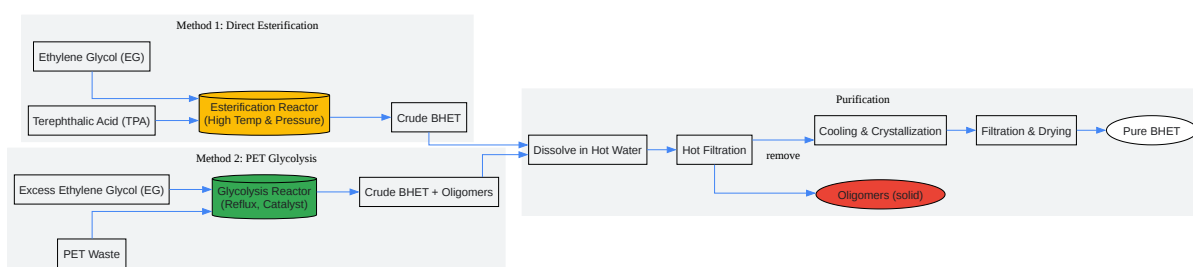 Method 1: Direct Esterification
Ethylene Glycol (EG)
Terephthalic Acid (TPA)
Esterification Reactor
(High Temp & Pressure)
Crude BHET
Method 2: PET Glycolysis
Excess Ethylene Glycol (EG)
PET Waste
Glycolysis Reactor
(Reflux, Catalyst)
Crude BHET + Oligomers
Purification
Dissolve in Hot Water
Hot Filtration
remove
Cooling & Crystallization
Filtration & Drying
Pure BHET
Oligomers (solid)